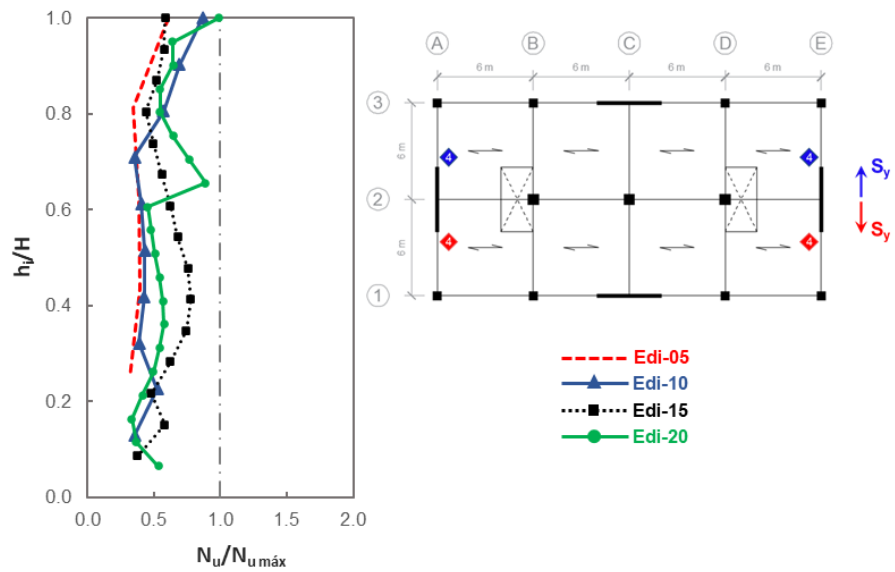 1.0
0.8
0.6
0.4
0.2
0.0
hᵢ/H
0.0 0.5 1.0 1.5 2.0
Nᵤ/Nᵤ ₘáₓ
A B C D E
6 m 6 m 6 m 6 m
3
6 m
2
6 m
1
4 4
4 4
Sᵧ
Sᵧ
Edi-05
Edi-10
Edi-15
Edi-20